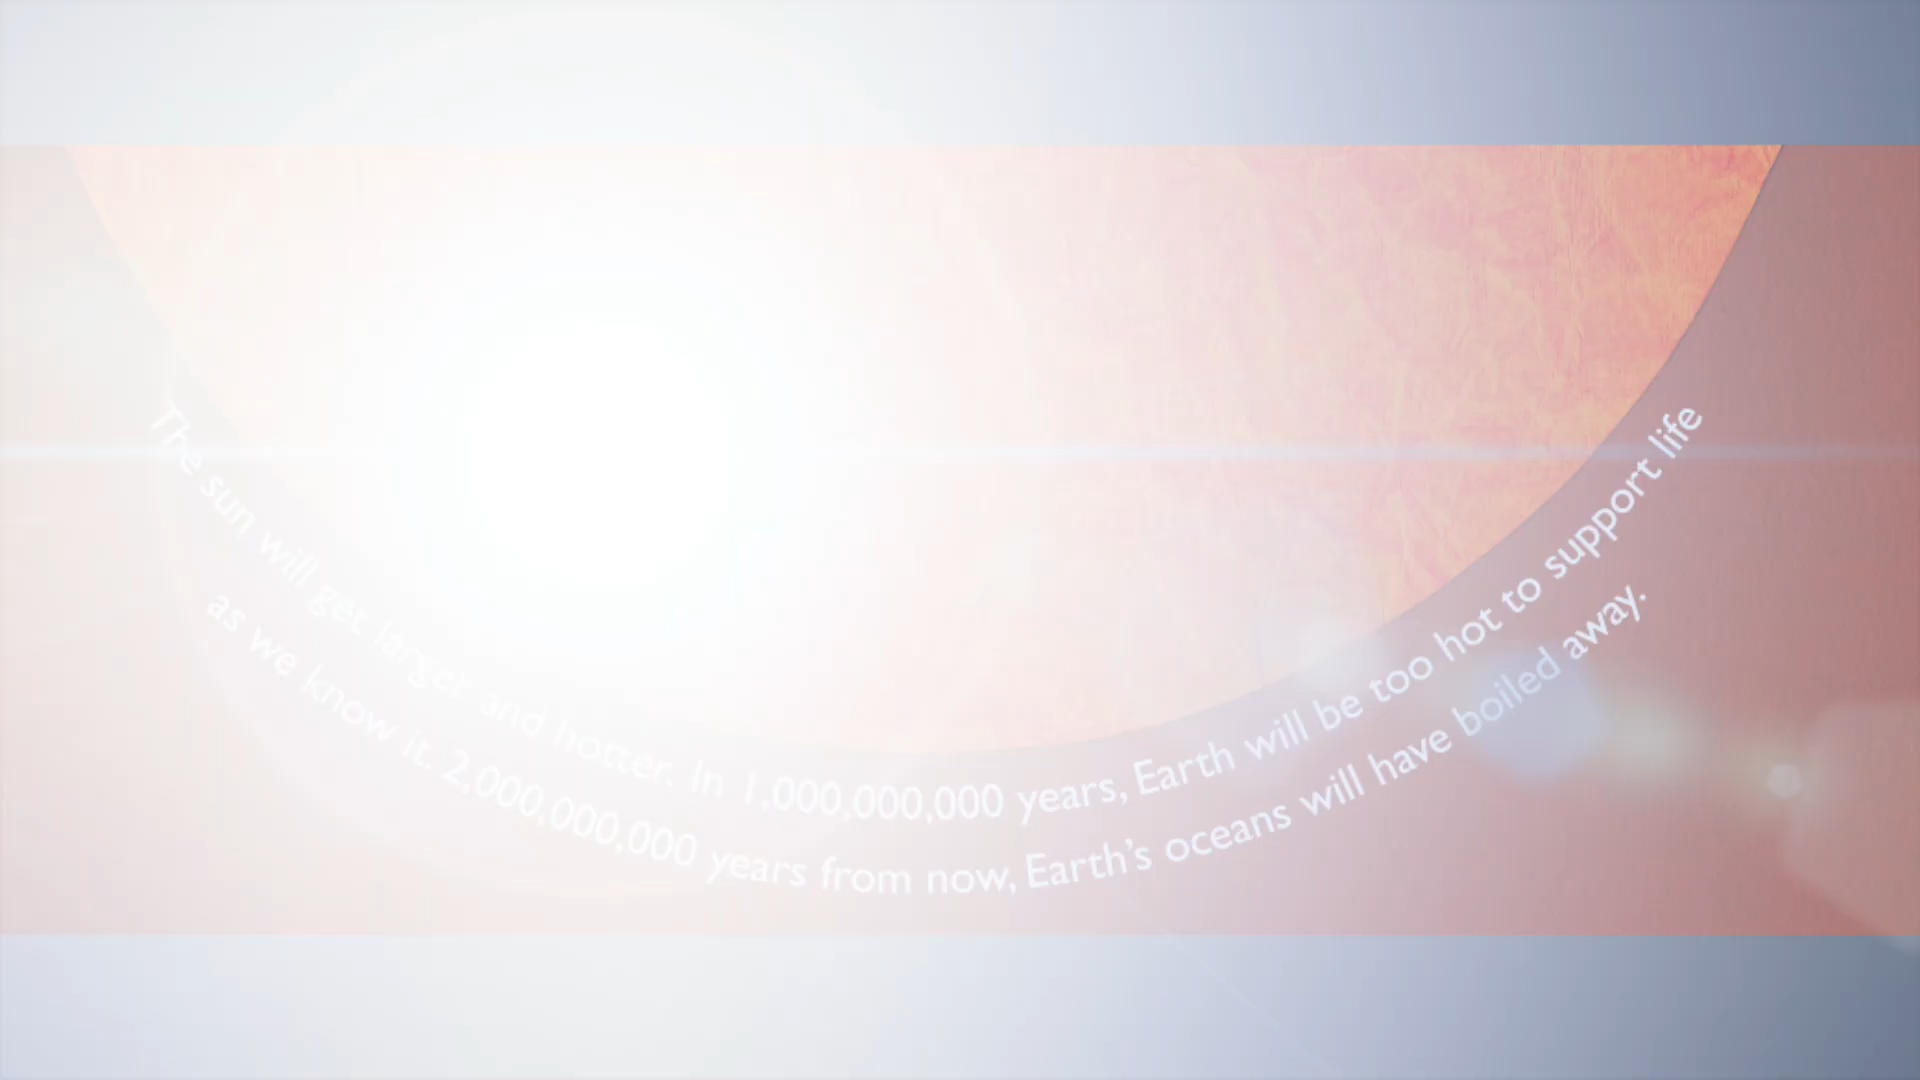 The sun will get larger and hotter. In 1,000,000,000 years, Earth will be too hot to support life
as we know it. 2,000,000,000 years from now, Earth's oceans will have boiled away.